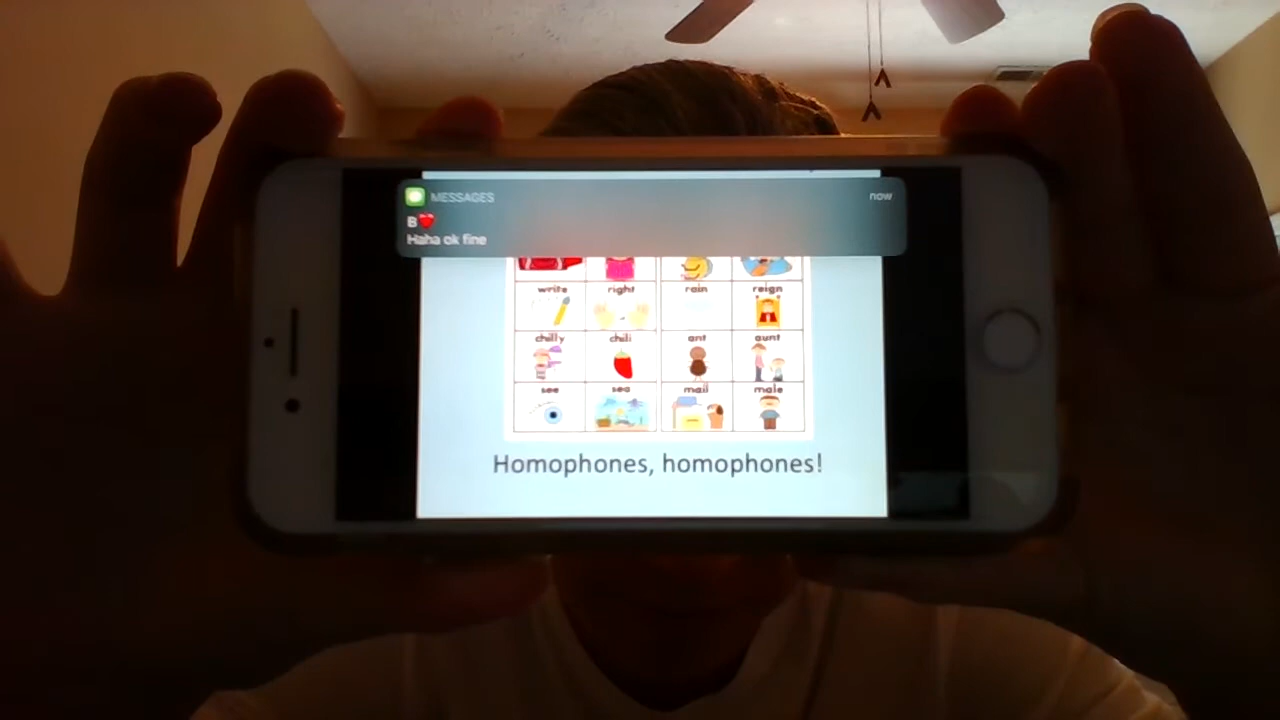 MESSAGES now
B❤️
Haha ok fine
write right rain reign
chilly chili ant aunt
see sea mail male
Homophones, homophones!